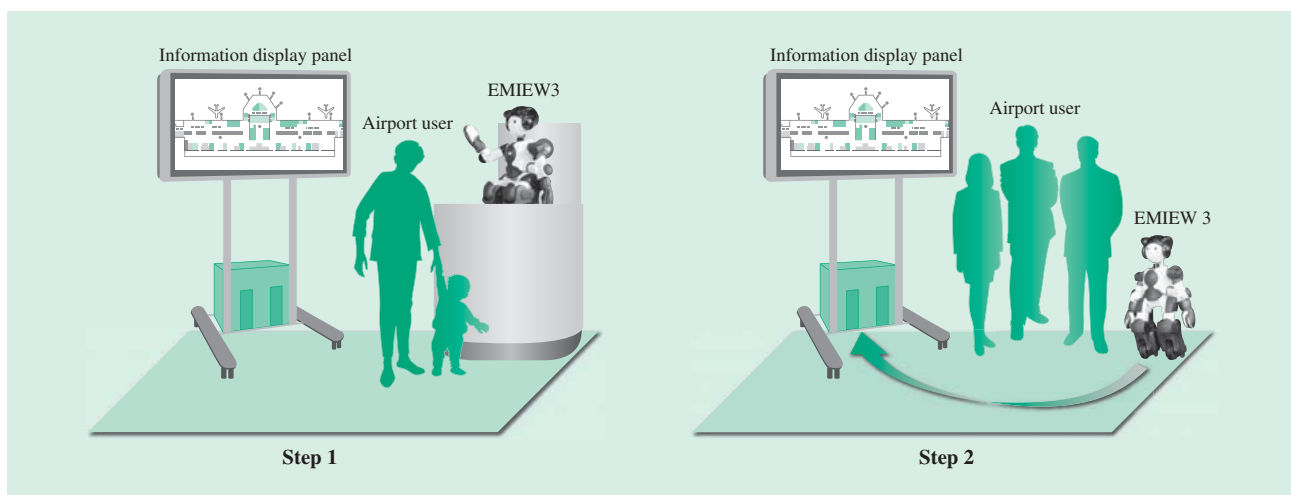 Information display panel
EMIEW3
Airport user
Step 1
Information display panel
Airport user
EMIEW 3
Step 2